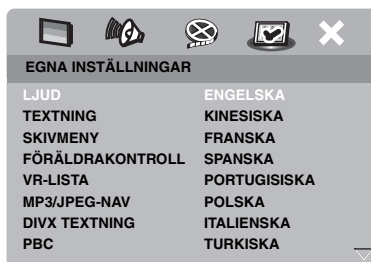 EGNA INSTÄLLNINGAR
LJUD ENGELSKA
TEXTNING KINESISKA
SKIVMENY FRANSKA
FÖRÄLDRAKONTROLL SPANSKA
VR-LISTA PORTUGISISKA
MP3/JPEG-NAV POLSKA
DIVX TEXTNING ITALIENSKA
PBC TURKISKA